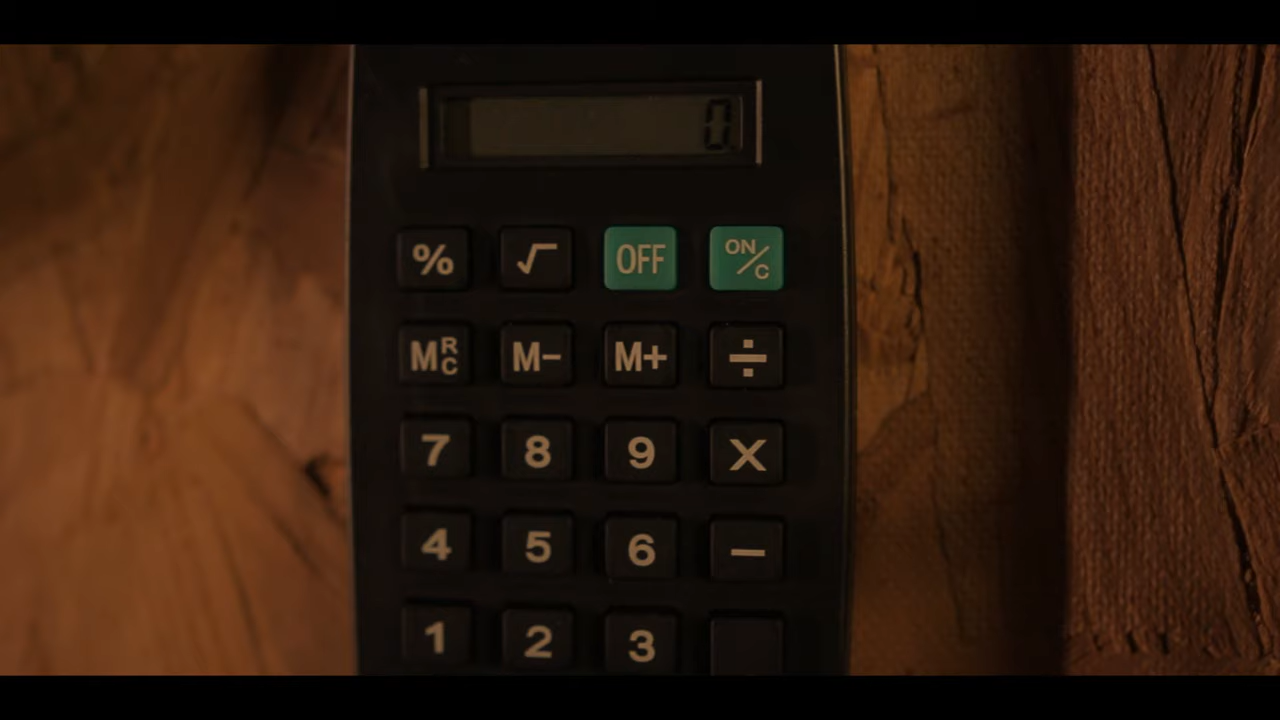 0
% √ OFF ON/C
MRC M− M+ ÷
7 8 9 X
4 5 6 −
1 2 3